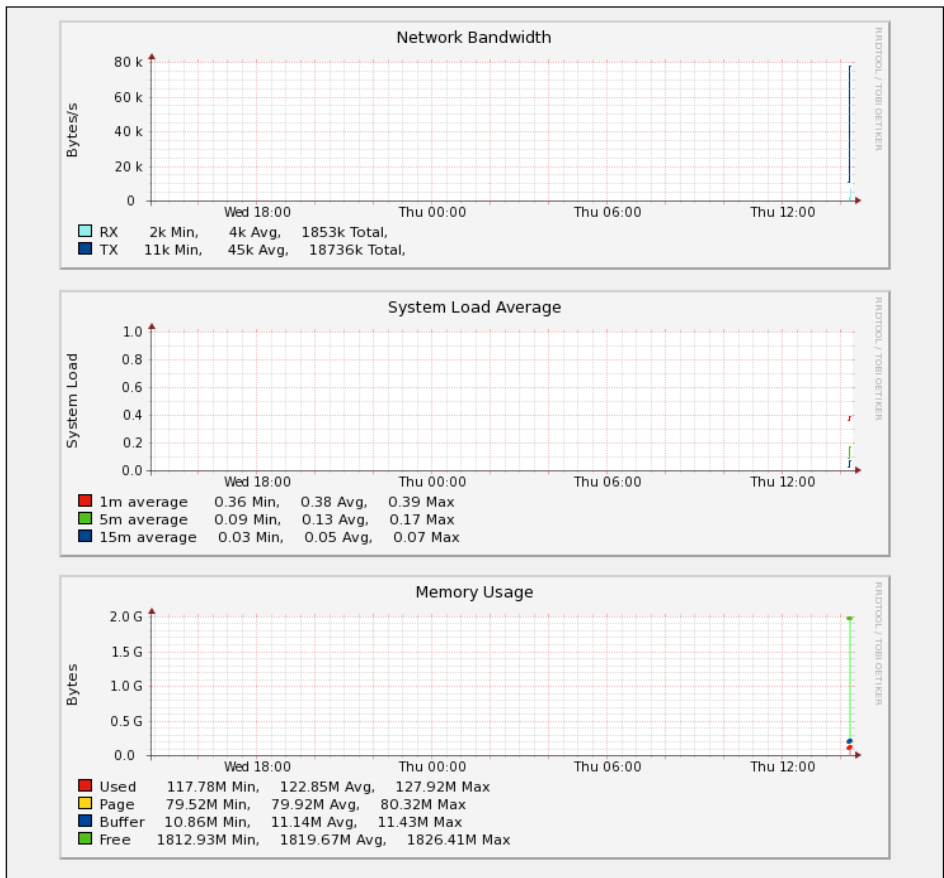 Network Bandwidth
RRDTOOL / TOBI OETIKER
Bytes/s
80 k
60 k
40 k
20 k
0
Wed 18:00 Thu 00:00 Thu 06:00 Thu 12:00
RX 2k Min, 4k Avg, 1853k Total,
TX 11k Min, 45k Avg, 18736k Total,
System Load Average
RRDTOOL / TOBI OETIKER
System Load
1.0
0.8
0.6
0.4
0.2
0.0
Wed 18:00 Thu 00:00 Thu 06:00 Thu 12:00
1m average 0.36 Min, 0.38 Avg, 0.39 Max
5m average 0.09 Min, 0.13 Avg, 0.17 Max
15m average 0.03 Min, 0.05 Avg, 0.07 Max
Memory Usage
RRDTOOL / TOBI OETIKER
Bytes
2.0 G
1.5 G
1.0 G
0.5 G
0.0
Wed 18:00 Thu 00:00 Thu 06:00 Thu 12:00
Used 117.78M Min, 122.85M Avg, 127.92M Max
Page 79.52M Min, 79.92M Avg, 80.32M Max
Buffer 10.86M Min, 11.14M Avg, 11.43M Max
Free 1812.93M Min, 1819.67M Avg, 1826.41M Max